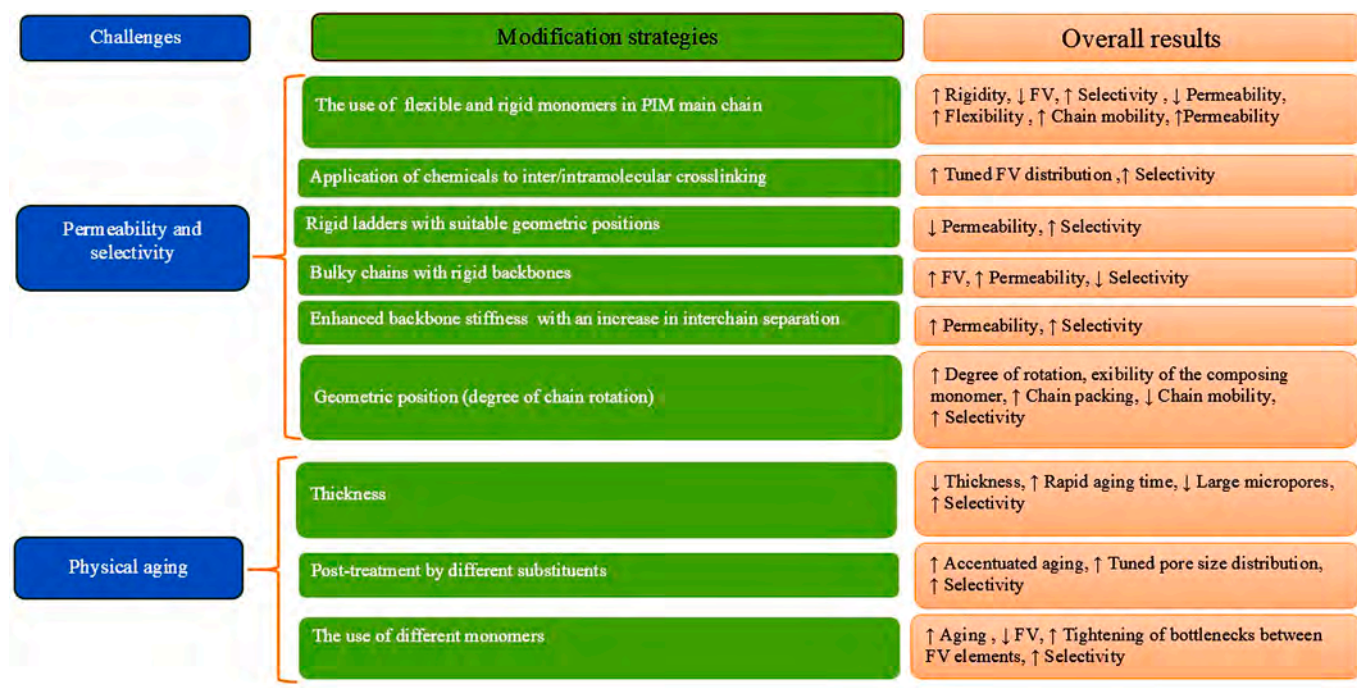 Challenges
Modification strategies
Overall results
Permeability and
selectivity
The use of flexible and rigid monomers in PIM main chain
↑ Rigidity, ↓ FV, ↑ Selectivity , ↓ Permeability,
↑ Flexibility , ↑ Chain mobility, ↑Permeability
Application of chemicals to inter/intramolecular crosslinking
↑ Tuned FV distribution ,↑ Selectivity
Rigid ladders with suitable geometric positions
↓ Permeability, ↑ Selectivity
Bulky chains with rigid backbones
↑ FV, ↑ Permeability, ↓ Selectivity
Enhanced backbone stiffness with an increase in interchain separation
↑ Permeability, ↑ Selectivity
Geometric position (degree of chain rotation)
↑ Degree of rotation, exibility of the composing
monomer, ↑ Chain packing, ↓ Chain mobility,
↑ Selectivity
Physical aging
Thickness
↓ Thickness, ↑ Rapid aging time, ↓ Large micropores,
↑ Selectivity
Post-treatment by different substituents
↑ Accentuated aging, ↑ Tuned pore size distribution,
↑ Selectivity
The use of different monomers
↑ Aging , ↓ FV, ↑ Tightening of bottlenecks between
FV elements, ↑ Selectivity